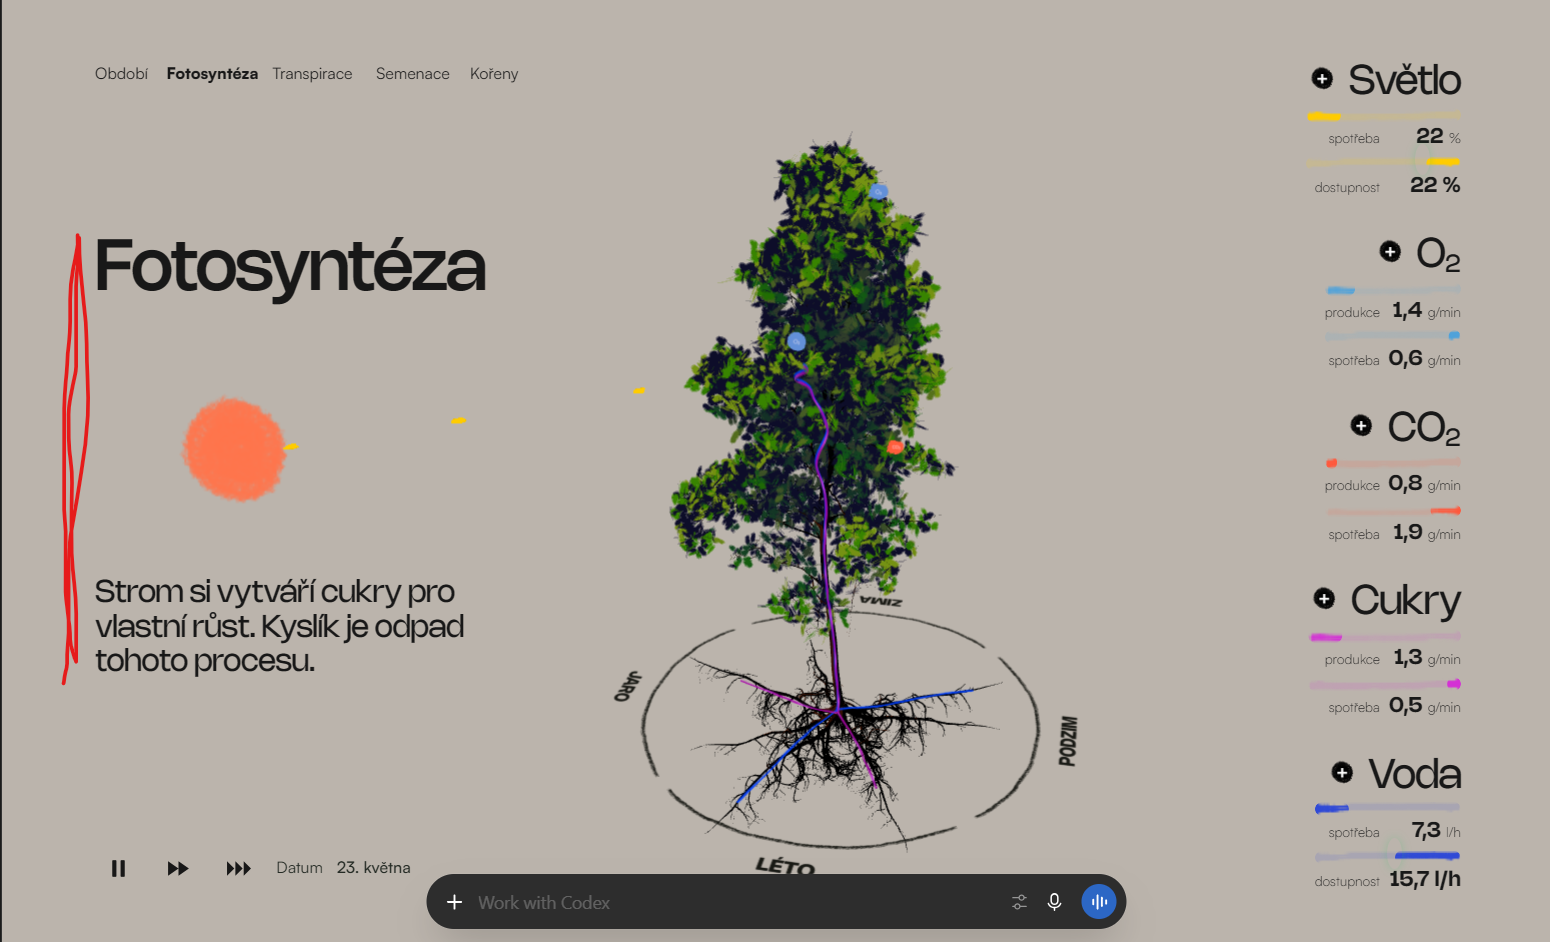 Období Fotosyntéza Transpirace Semenace Kořeny
Fotosyntéza
Strom si vytváří cukry pro
vlastní růst. Kyslík je odpad
tohoto procesu.
Datum 23. května
ZIMA
JARO
PODZIM
LÉTO
Světlo
spotřeba 22 %
dostupnost 22 %
O₂
produkce 1,4 g/min
spotřeba 0,6 g/min
CO₂
produkce 0,8 g/min
spotřeba 1,9 g/min
Cukry
produkce 1,3 g/min
spotřeba 0,5 g/min
Voda
spotřeba 7,3 l/h
dostupnost 15,7 l/h
Work with Codex